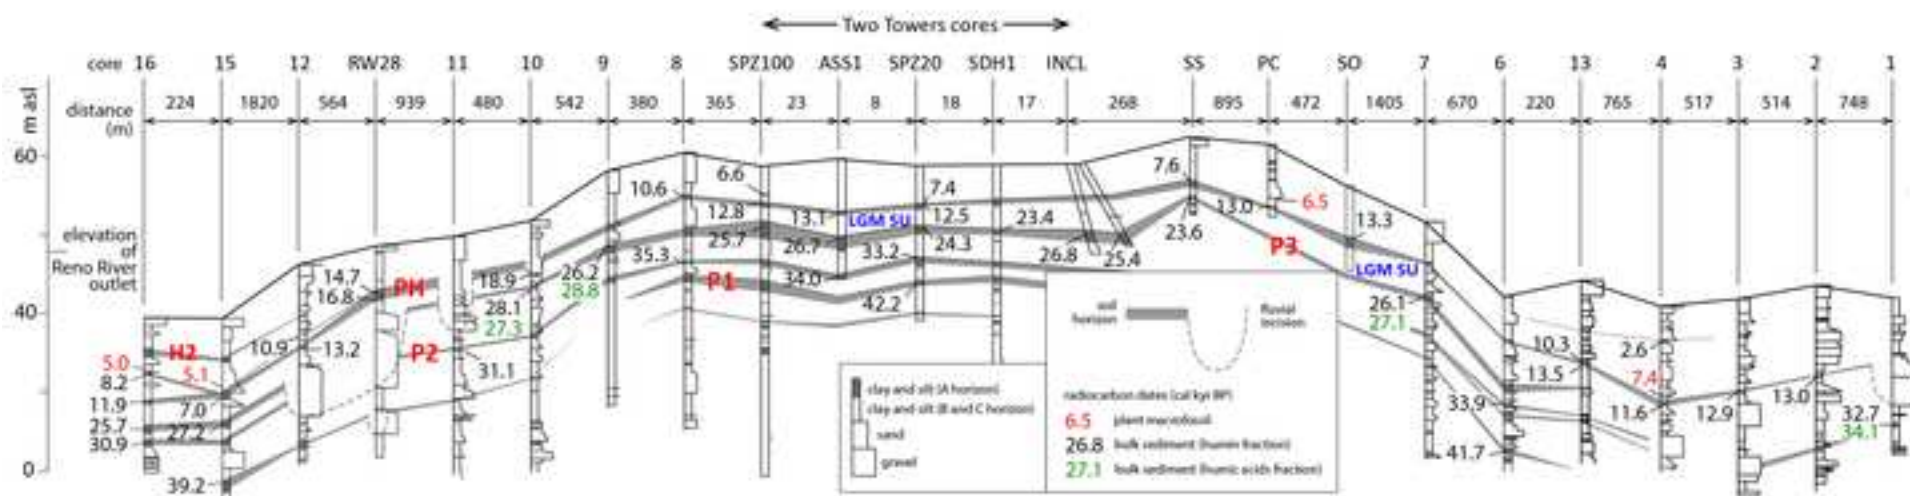 Two Towers cores
core 16 15 12 RW28 11 10 9 8 SPZ100 ASS1 SPZ20 SDH1 INCL SS PC SO 7 6 13 4 3 2 1
distance 224 1820 564 939 480 542 380 365 23 8 18 17 268 895 472 1405 670 220 765 517 514 748
(m)
m asl
60
40
0
elevation
of
Reno River
outlet
5.0
8.2
11.9
25.7
30.9
39.2
H2
5.1
7.0
27.2
10.9
13.2
14.7
16.8
PH
P2
18.9
28.1
27.3
31.1
26.2
28.8
10.6
35.3
6.6
12.8
25.7
P1
13.1
26.7
34.0
LGM SU
33.2
42.2
7.4
12.5
24.3
23.4
26.8
25.4
7.6
23.6
13.0
6.5
P3
13.3
LGM SU
26.1
27.1
33.9
41.7
10.3
13.5
2.6
7.4
11.6
12.9
13.0
32.7
34.1
clay and silt (A horizon)
clay and silt (B and C horizon)
sand
gravel
soil
horizon
fluvial
incision
radiocarbon dates (cal kyr BP)
6.5 plant macrofossil
26.8 bulk sediment (humin fraction)
27.1 bulk sediment (humic acids fraction)